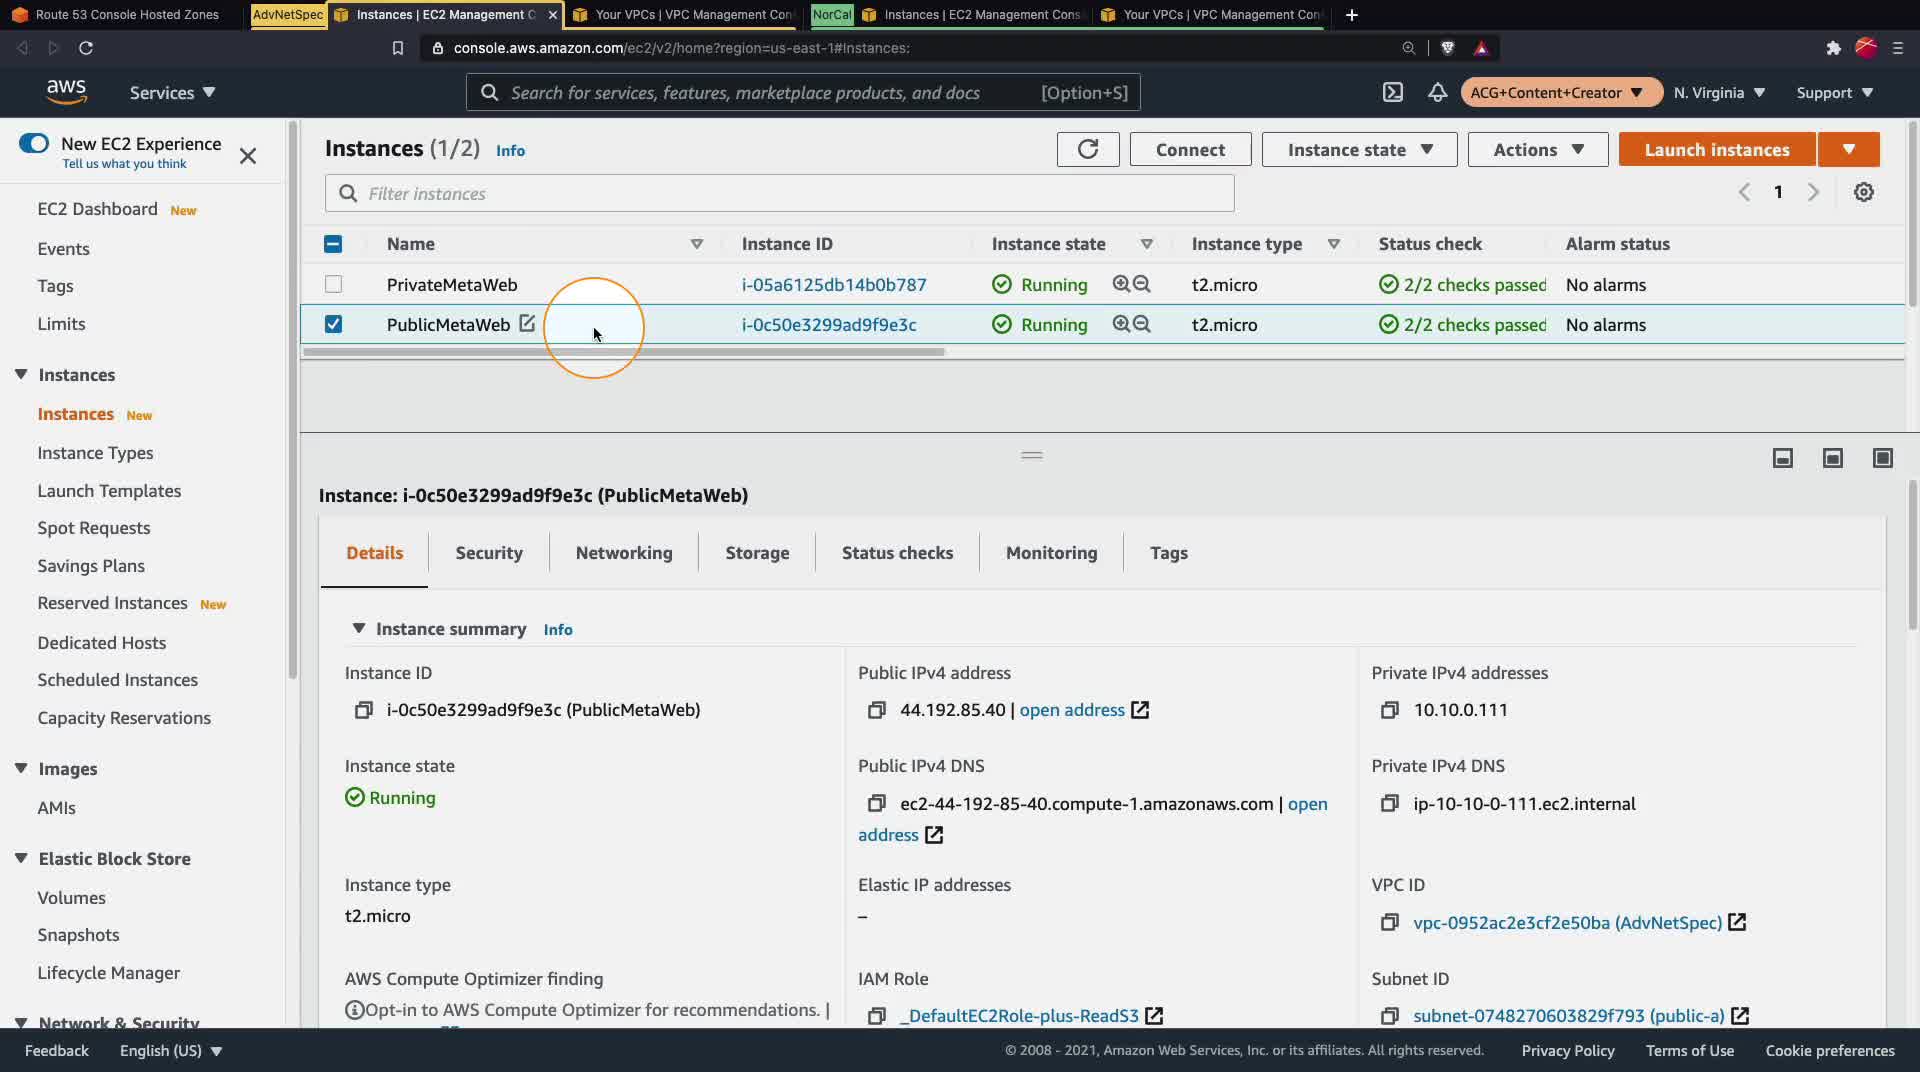 Route 53 Console Hosted Zones
AdvNetSpec
Instances | EC2 Management C
Your VPCs | VPC Management Con
NorCal
Instances | EC2 Management Cons
Your VPCs | VPC Management Con
console.aws.amazon.com/ec2/v2/home?region=us-east-1#Instances:
aws
Services
Search for services, features, marketplace products, and docs
[Option+S]
ACG+Content+Creator
N. Virginia
Support
New EC2 Experience
Tell us what you think
EC2 Dashboard New
Events
Tags
Limits
Instances
Instances New
Instance Types
Launch Templates
Spot Requests
Savings Plans
Reserved Instances New
Dedicated Hosts
Scheduled Instances
Capacity Reservations
Images
AMIs
Elastic Block Store
Volumes
Snapshots
Lifecycle Manager
Network & Security
Instances (1/2) Info
Connect
Instance state
Actions
Launch instances
Filter instances
1
Name Instance ID Instance state Instance type Status check Alarm status
PrivateMetaWeb i-05a6125db14b0b787 Running t2.micro 2/2 checks passed No alarms
PublicMetaWeb i-0c50e3299ad9f9e3c Running t2.micro 2/2 checks passed No alarms
Instance: i-0c50e3299ad9f9e3c (PublicMetaWeb)
Details Security Networking Storage Status checks Monitoring Tags
Instance summary Info
Instance ID
i-0c50e3299ad9f9e3c (PublicMetaWeb)
Public IPv4 address
44.192.85.40 | open address
Private IPv4 addresses
10.10.0.111
Instance state
Running
Public IPv4 DNS
ec2-44-192-85-40.compute-1.amazonaws.com | open
address
Private IPv4 DNS
ip-10-10-0-111.ec2.internal
Instance type
t2.micro
Elastic IP addresses
–
VPC ID
vpc-0952ac2e3cf2e50ba (AdvNetSpec)
AWS Compute Optimizer finding
Opt-in to AWS Compute Optimizer for recommendations. |
IAM Role
_DefaultEC2Role-plus-ReadS3
Subnet ID
subnet-0748270603829f793 (public-a)
Feedback
English (US)
© 2008 - 2021, Amazon Web Services, Inc. or its affiliates. All rights reserved.
Privacy Policy
Terms of Use
Cookie preferences